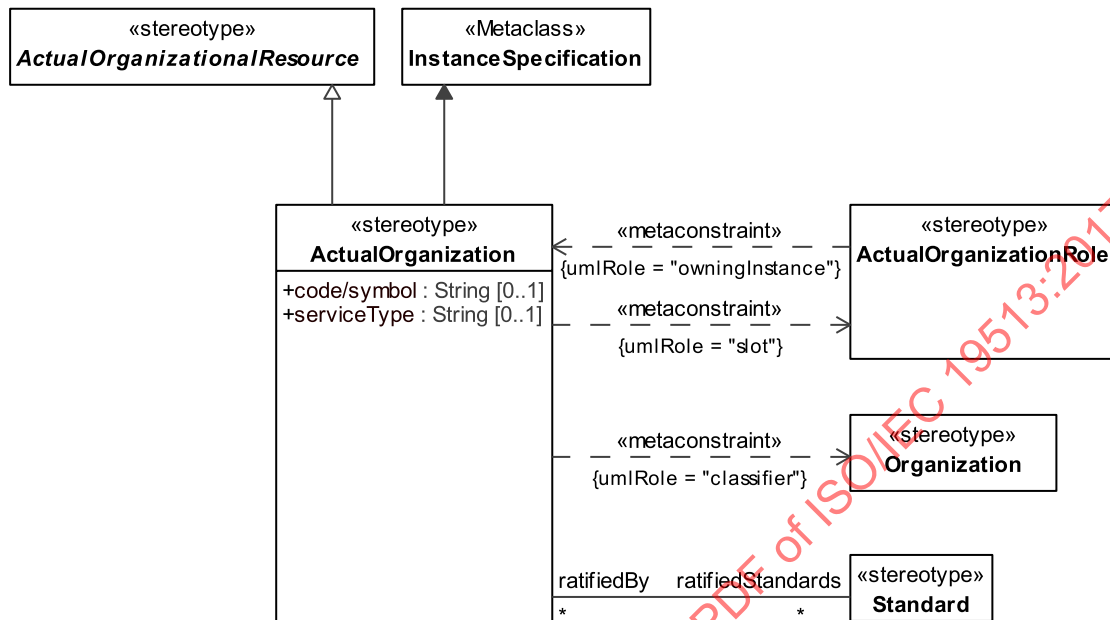 «stereotype»
ActualOrganizationalResource
«Metaclass»
InstanceSpecification
«stereotype»
ActualOrganization
+code/symbol : String [0..1]
+serviceType : String [0..1]
«metaconstraint»
{umlRole = "owningInstance"}
«metaconstraint»
{umlRole = "slot"}
«stereotype»
ActualOrganizationRole
«metaconstraint»
{umlRole = "classifier"}
«stereotype»
Organization
ratifiedBy ratifiedStandards
* *
«stereotype»
Standard
PDF of ISO/IEC 19513:2017